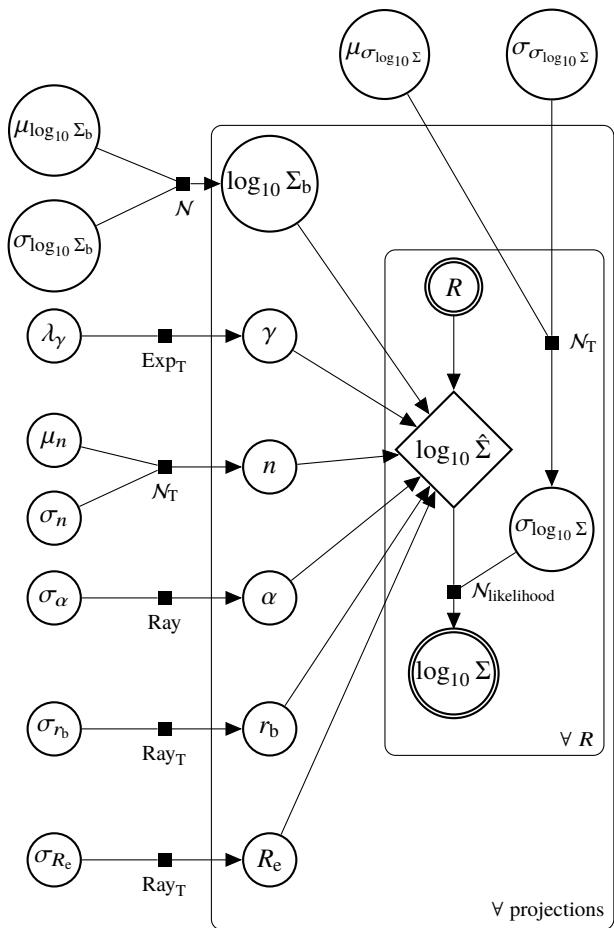 μ_{σ_{log₁₀ Σ}}
σ_{σ_{log₁₀ Σ}}
μ_{log₁₀ Σ_b}
𝒩
log₁₀ Σ_b
σ_{log₁₀ Σ_b}
R
λ_γ
Exp_T
γ
𝒩_T
μ_n
σ_n
𝒩_T
n
log₁₀ Σ̂
σ_{log₁₀ Σ}
σ_α
Ray
α
𝒩_likelihood
log₁₀ Σ
σ_{r_b}
Ray_T
r_b
∀ R
σ_{R_e}
Ray_T
R_e
∀ projections